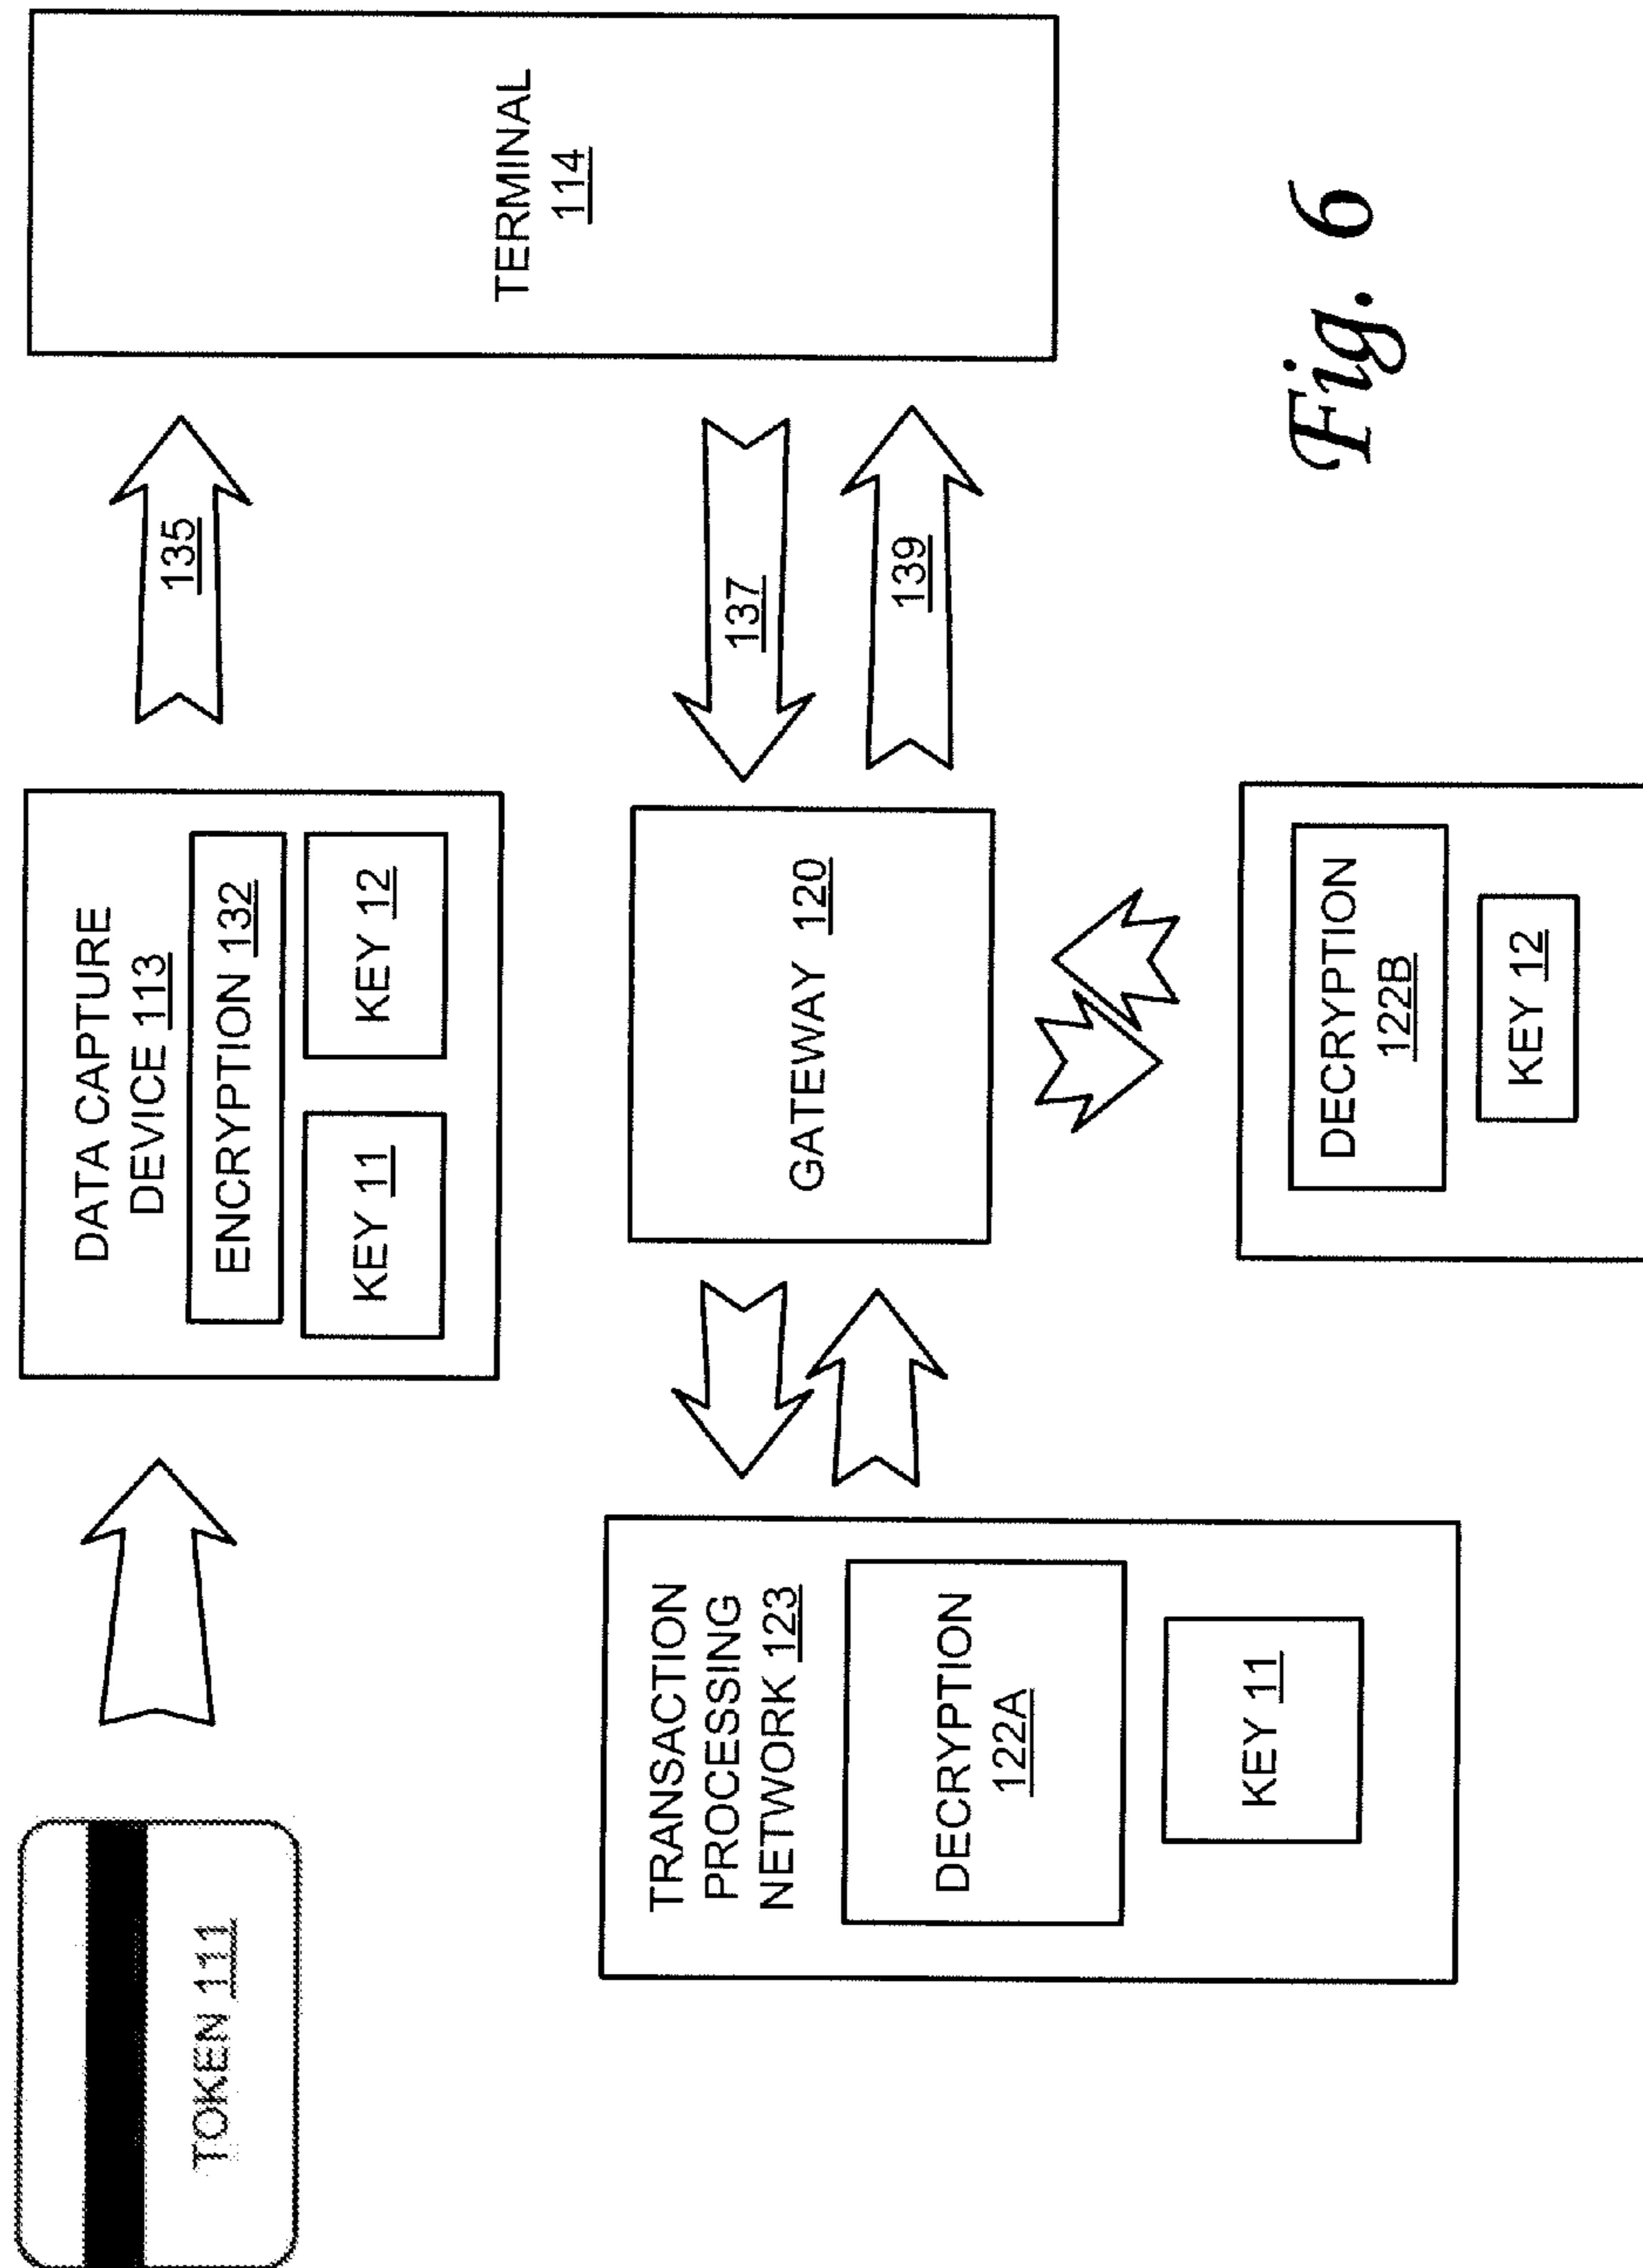 TOKEN 111
DATA CAPTURE
DEVICE 113
ENCRYPTION 132
KEY 11
KEY 12
135
TERMINAL
114
TRANSACTION
PROCESSING
NETWORK 123
DECRYPTION
122A
KEY 11
GATEWAY 120
137
139
DECRYPTION
122B
KEY 12
Fig. 6